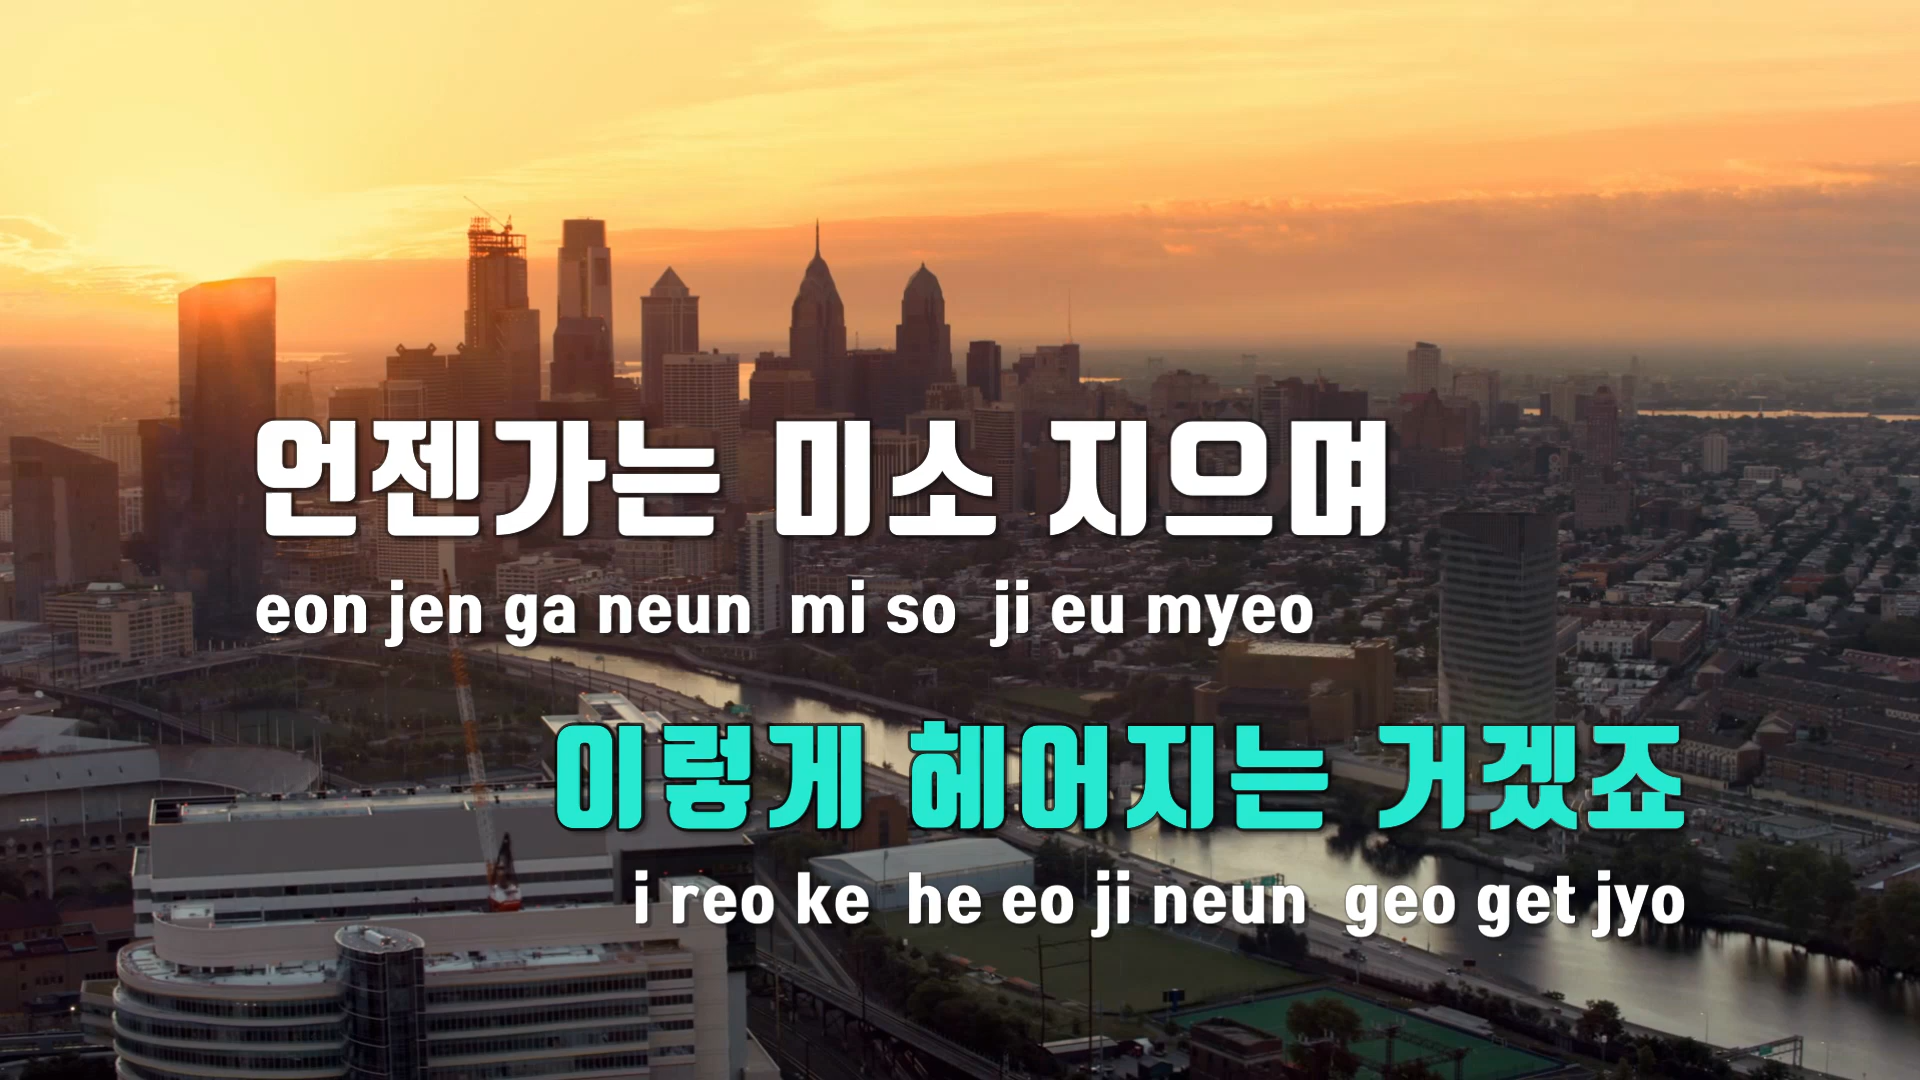 언젠가는 미소 지으며
eon jen ga neun mi so ji eu myeo
이렇게 헤어지는 거겠죠
i reo ke he eo ji neun geo get jyo